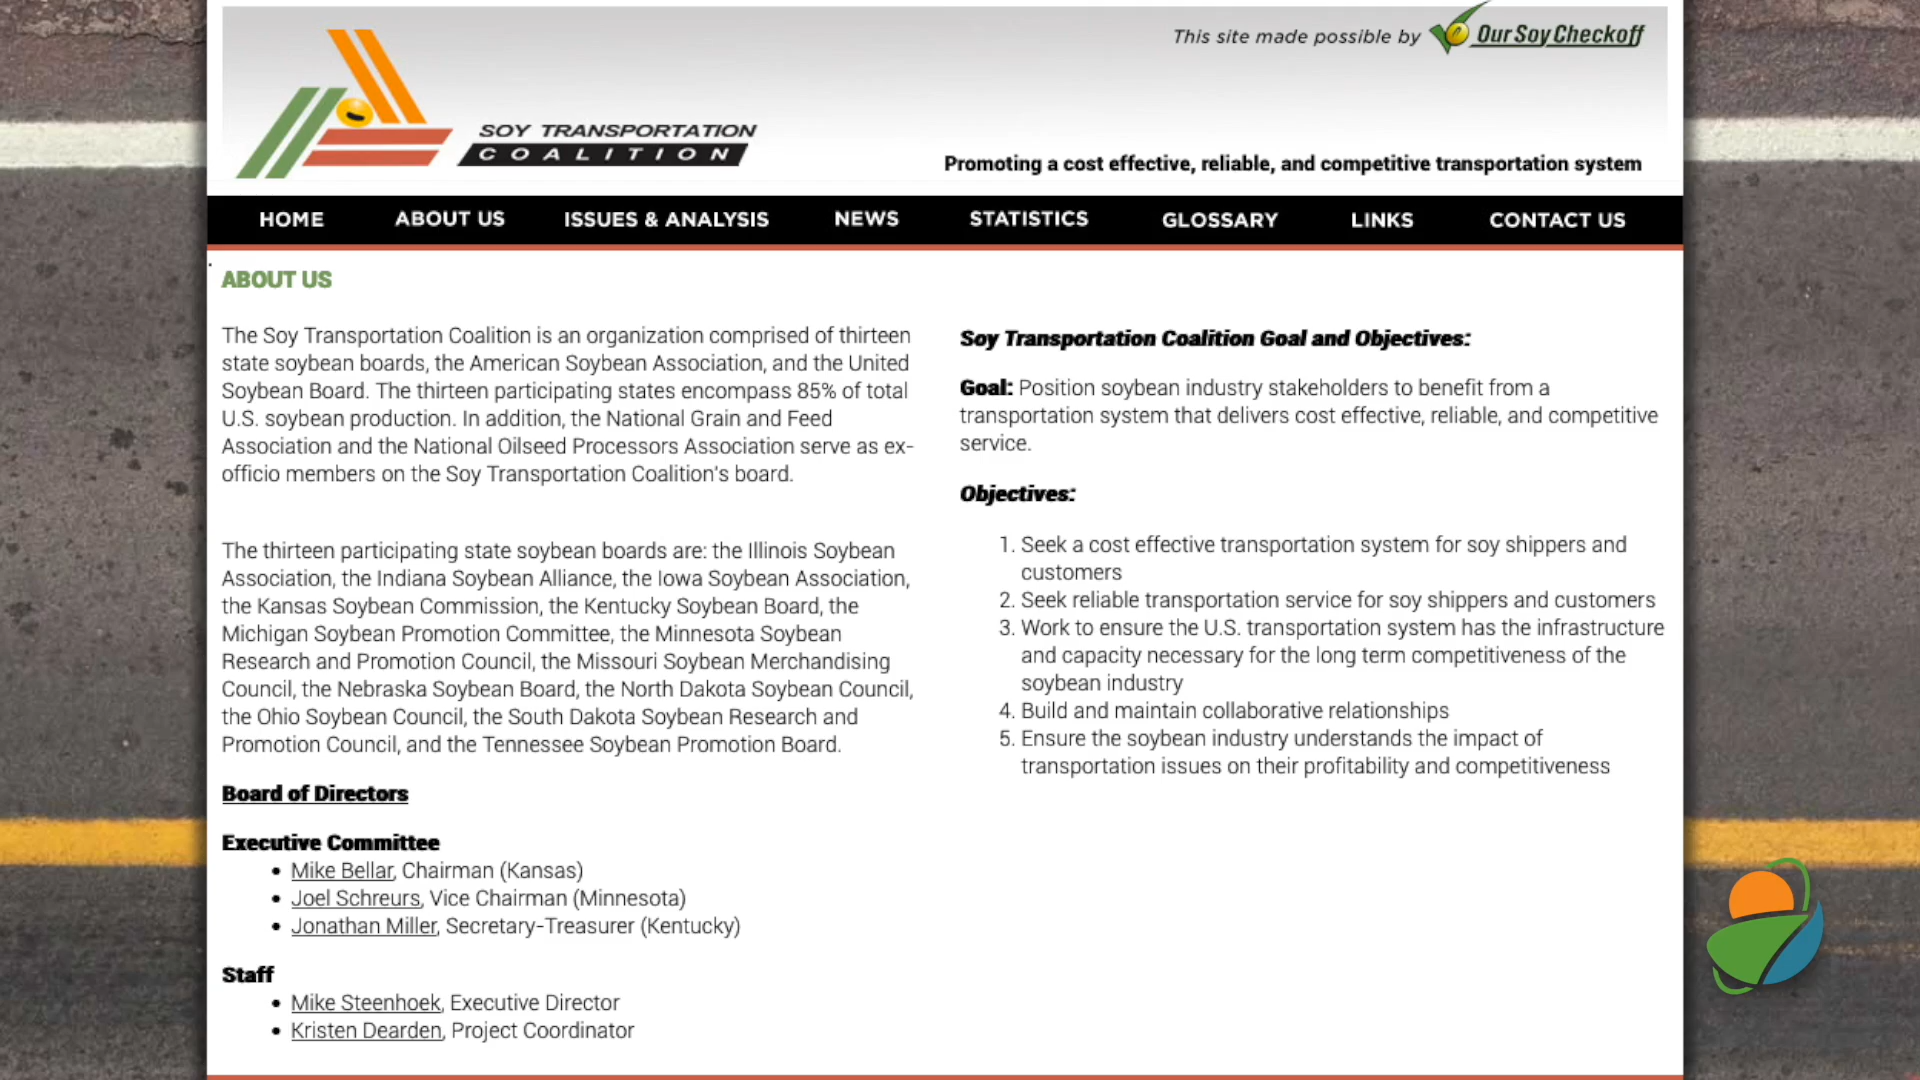 This site made possible by OurSoyCheckoff
SOY TRANSPORTATION
COALITION
Promoting a cost effective, reliable, and competitive transportation system
HOME ABOUT US ISSUES & ANALYSIS NEWS STATISTICS GLOSSARY LINKS CONTACT US
ABOUT US
The Soy Transportation Coalition is an organization comprised of thirteen
state soybean boards, the American Soybean Association, and the United
Soybean Board. The thirteen participating states encompass 85% of total
U.S. soybean production. In addition, the National Grain and Feed
Association and the National Oilseed Processors Association serve as ex-
officio members on the Soy Transportation Coalition's board.
The thirteen participating state soybean boards are: the Illinois Soybean
Association, the Indiana Soybean Alliance, the Iowa Soybean Association,
the Kansas Soybean Commission, the Kentucky Soybean Board, the
Michigan Soybean Promotion Committee, the Minnesota Soybean
Research and Promotion Council, the Missouri Soybean Merchandising
Council, the Nebraska Soybean Board, the North Dakota Soybean Council,
the Ohio Soybean Council, the South Dakota Soybean Research and
Promotion Council, and the Tennessee Soybean Promotion Board.
Board of Directors
Executive Committee
• Mike Bellar, Chairman (Kansas)
• Joel Schreurs, Vice Chairman (Minnesota)
• Jonathan Miller, Secretary-Treasurer (Kentucky)
Staff
• Mike Steenhoek, Executive Director
• Kristen Dearden, Project Coordinator
Soy Transportation Coalition Goal and Objectives:
Goal: Position soybean industry stakeholders to benefit from a
transportation system that delivers cost effective, reliable, and competitive
service.
Objectives:
1. Seek a cost effective transportation system for soy shippers and
customers
2. Seek reliable transportation service for soy shippers and customers
3. Work to ensure the U.S. transportation system has the infrastructure
and capacity necessary for the long term competitiveness of the
soybean industry
4. Build and maintain collaborative relationships
5. Ensure the soybean industry understands the impact of
transportation issues on their profitability and competitiveness